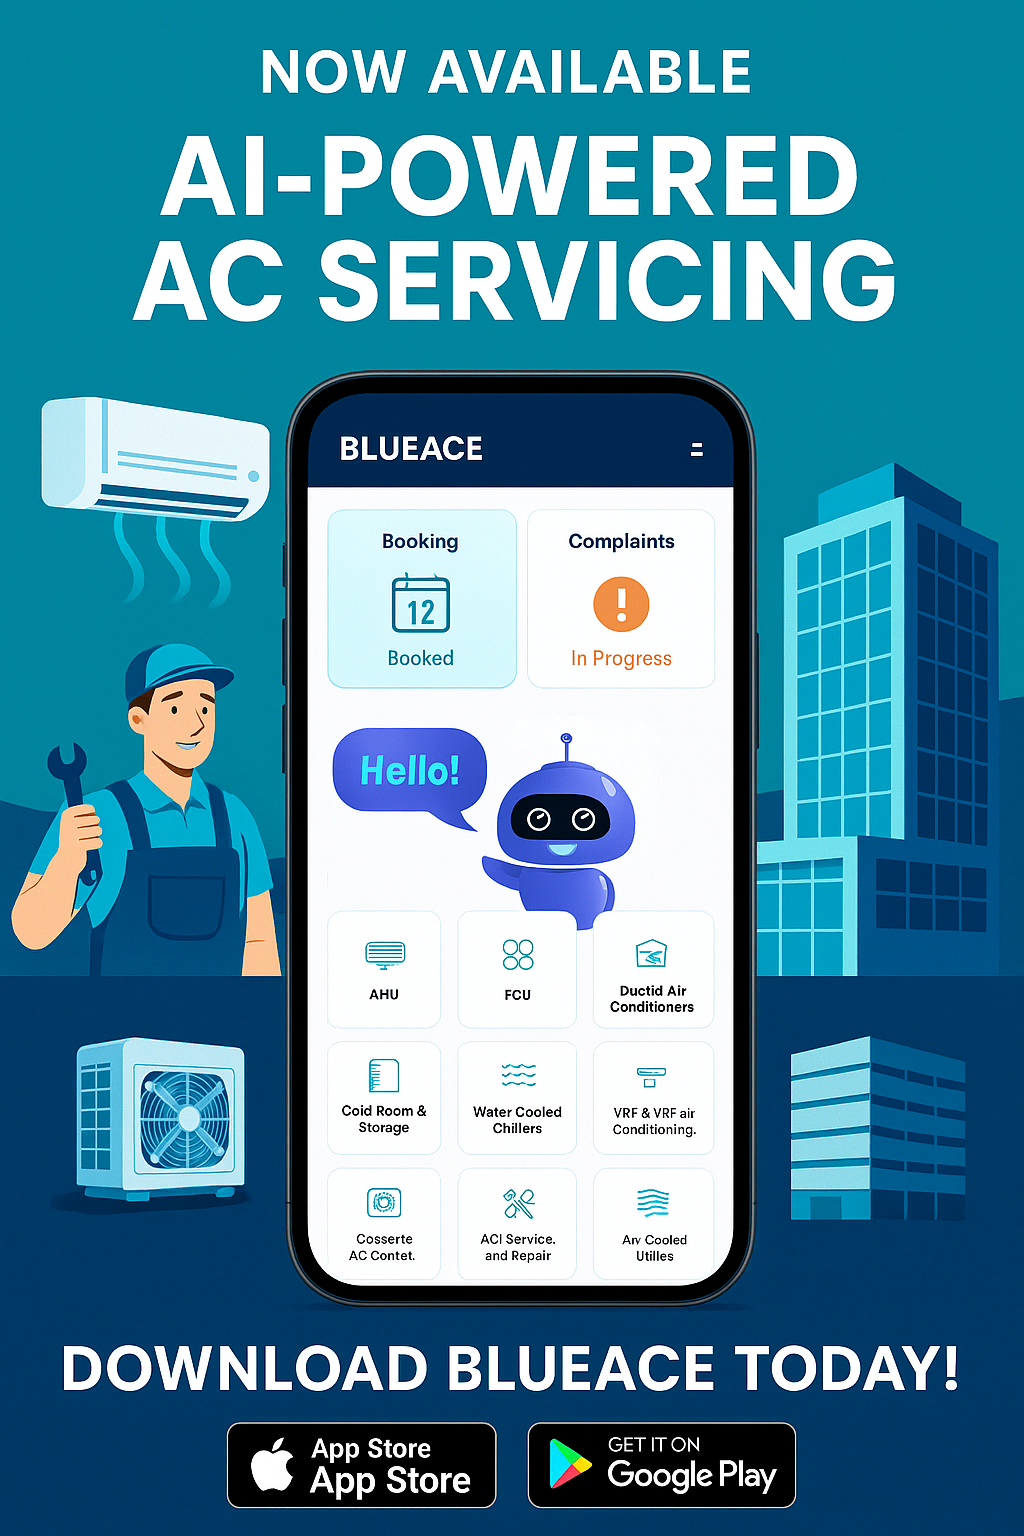 NOW AVAILABLE
AI-POWERED
AC SERVICING
BLUEACE
Booking
12
Booked
Complaints
!
In Progress
Hello!
AHU
FCU
Ductid Air
Conditioners
Coid Room &
Storage
Water Cooled
Chillers
VRF & VRF air
Conditioning.
Cosserte
AC Contet.
ACI Service.
and Repair
Anv Cooled
Utilles
DOWNLOAD BLUEACE TODAY!
App Store
App Store
GET IT ON
Google Play